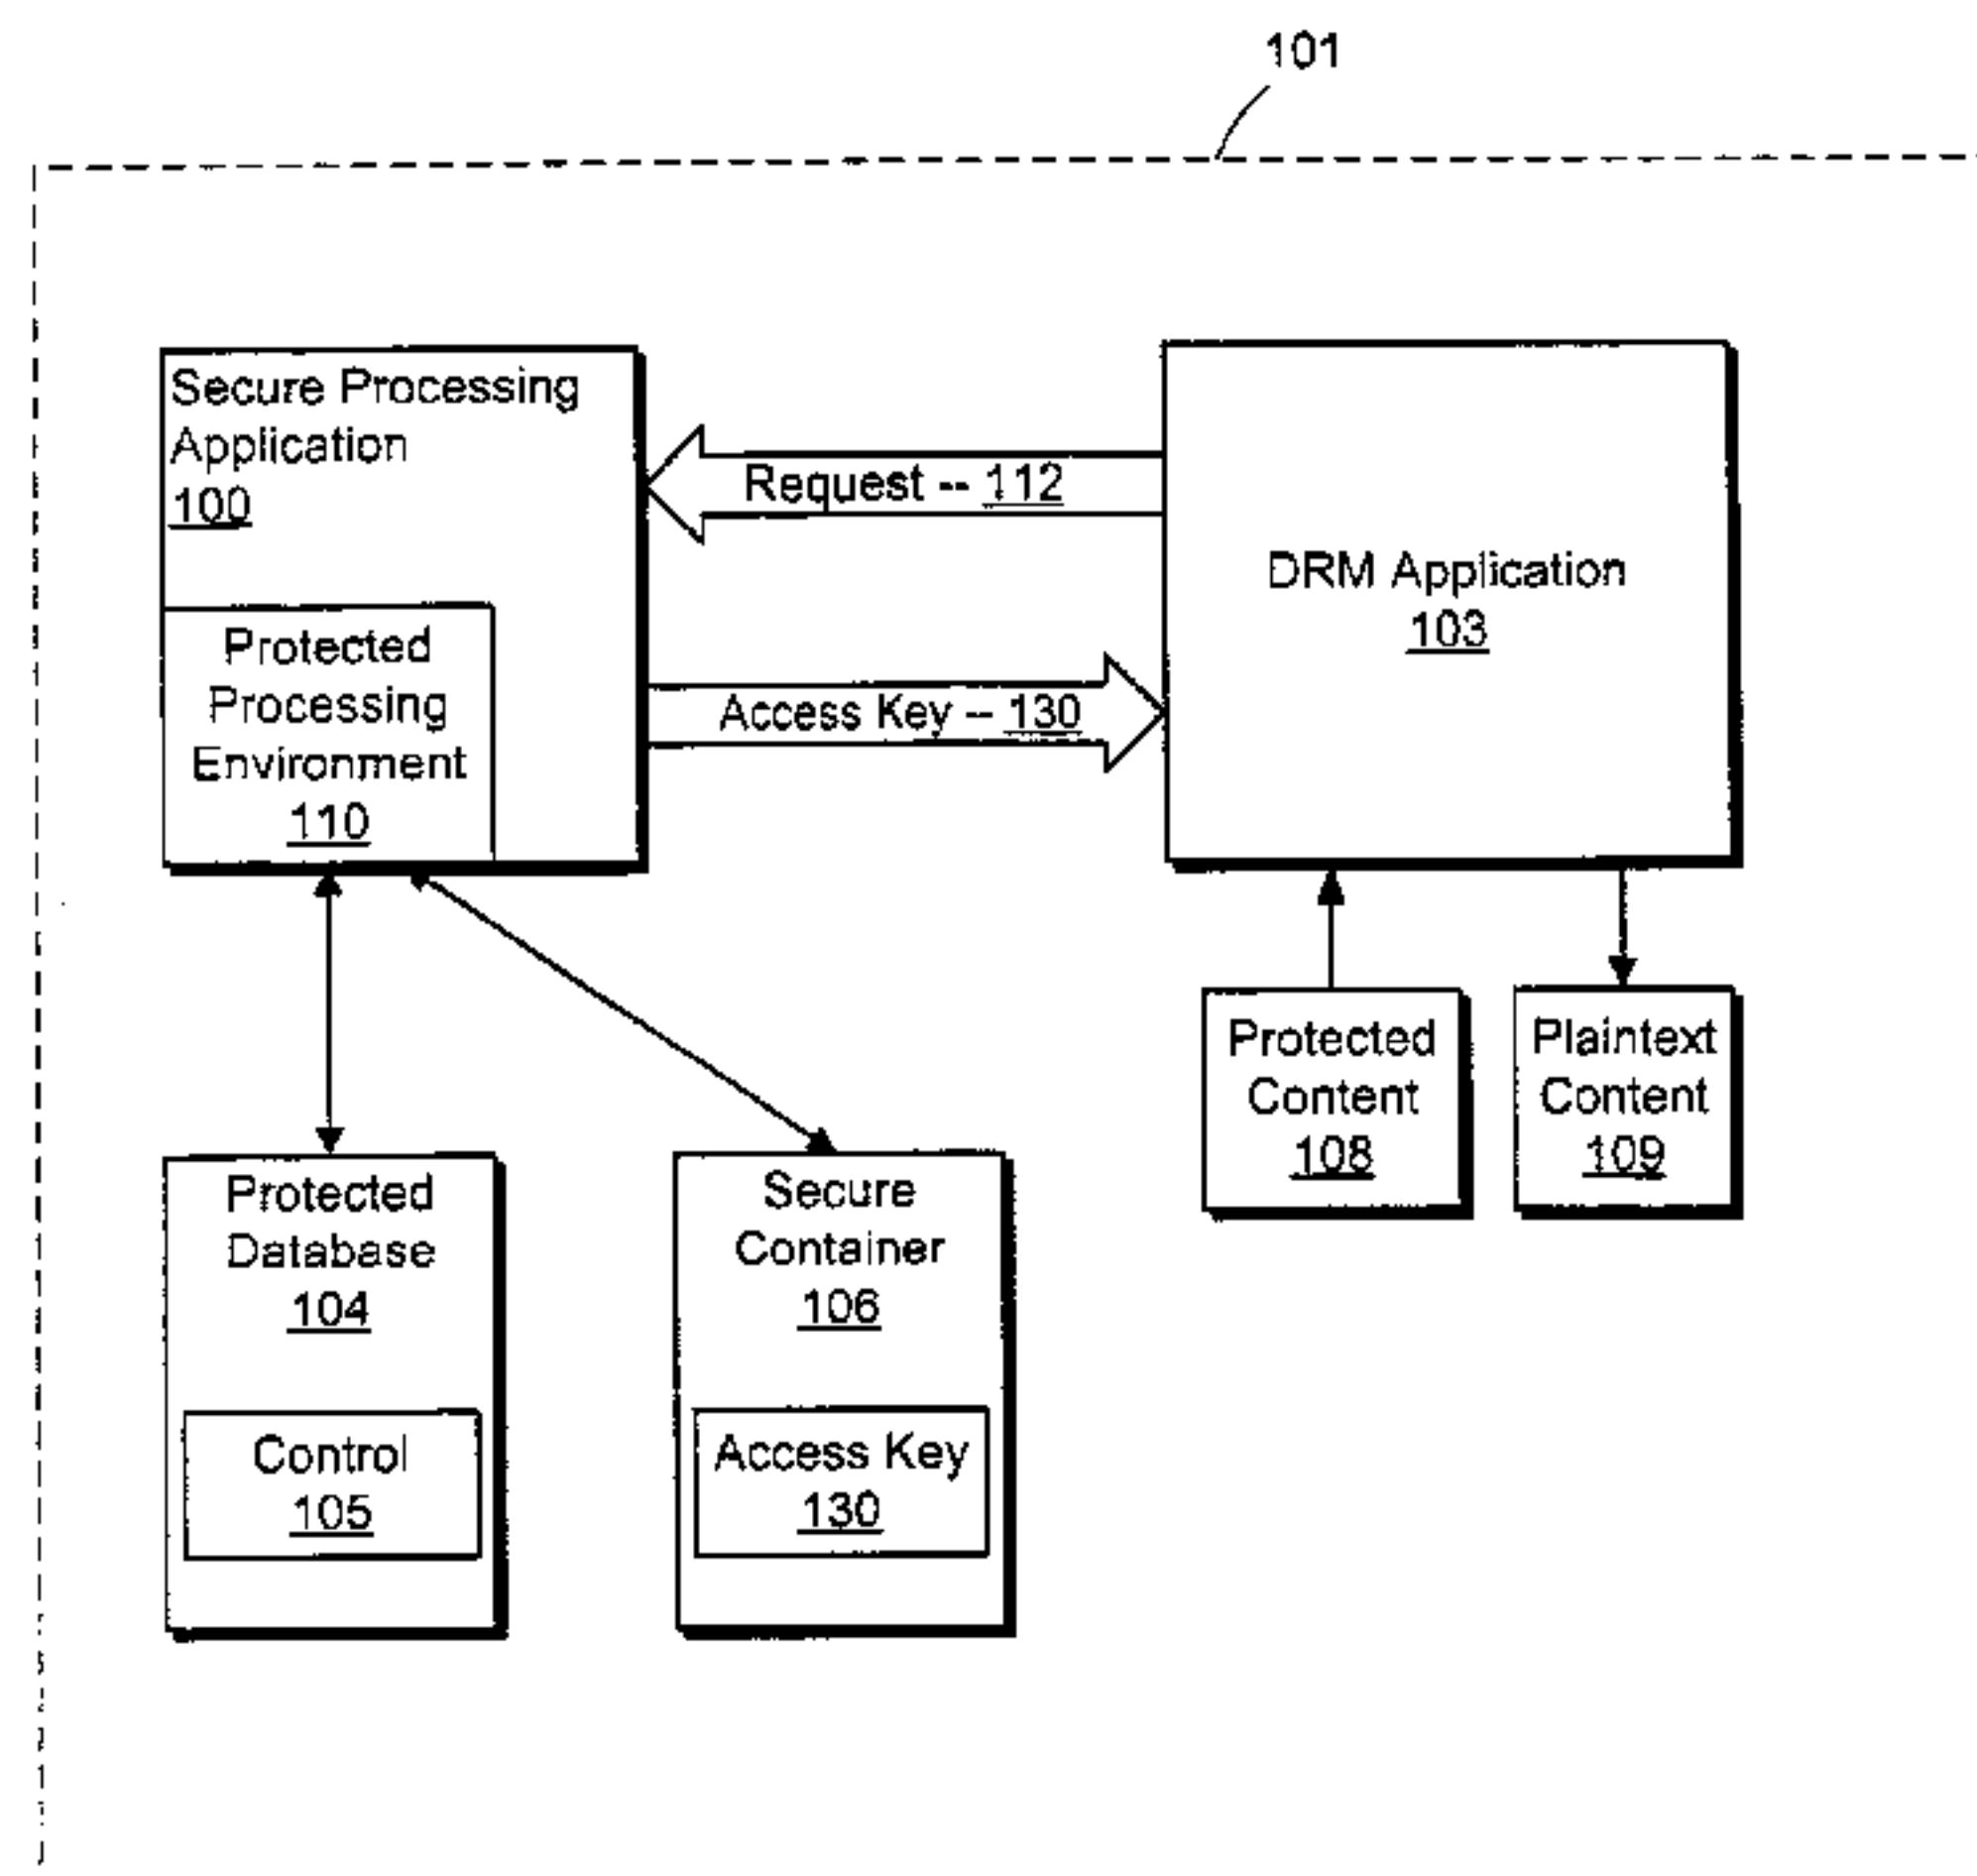 101
Secure Processing
Application
100
Protected
Processing
Environment
110
Request -- 112
Access Key -- 130
DRM Application
103
Protected
Content
108
Plaintext
Content
109
Protected
Database
104
Control
105
Secure
Container
106
Access Key
130